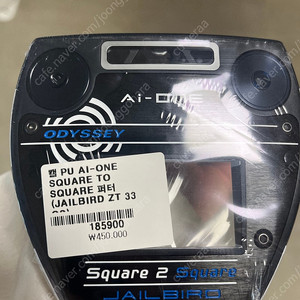 Ai-ONE
ODYSSEY
캘 PU AI-ONE
SQUARE TO
SQUARE 퍼터
(JAILBIRD ZT 33
185900
₩450,000
Square 2 Square
JAILBIRD